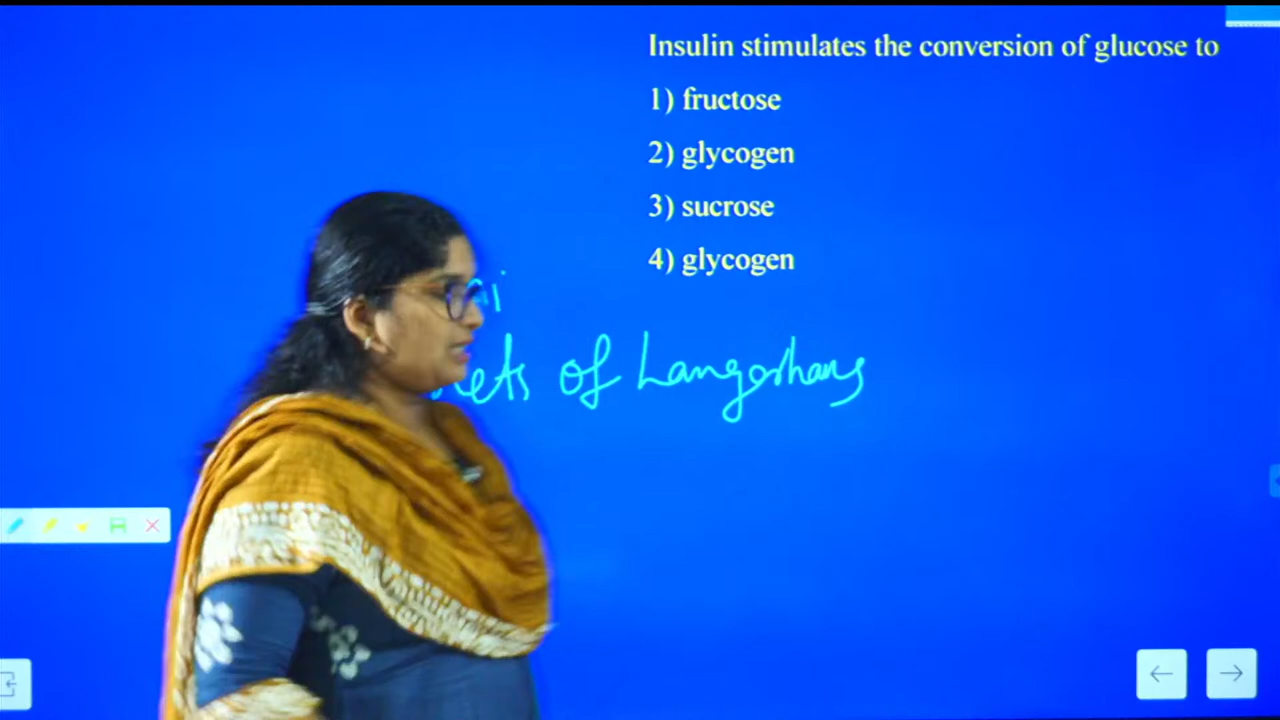 Insulin stimulates the conversion of glucose to
1) fructose
2) glycogen
3) sucrose
4) glycogen
of Langerhans